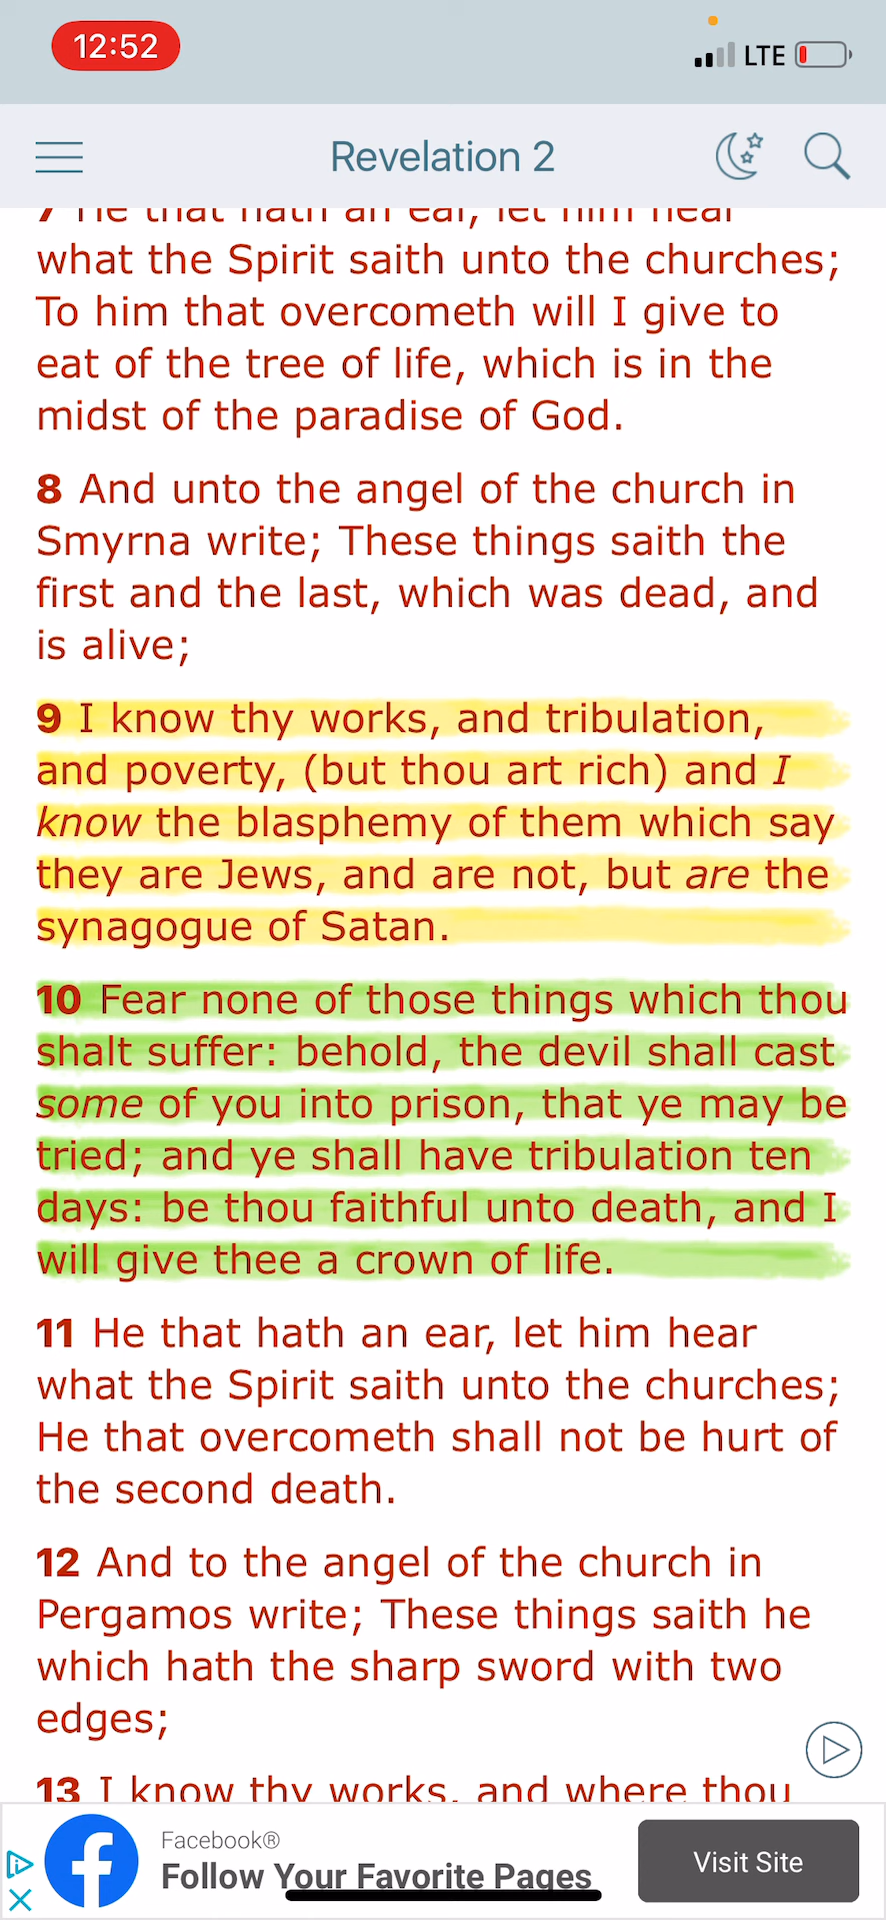 12:52
LTE
Revelation 2
7 He that hath an ear, let him hear
what the Spirit saith unto the churches;
To him that overcometh will I give to
eat of the tree of life, which is in the
midst of the paradise of God.
8 And unto the angel of the church in
Smyrna write; These things saith the
first and the last, which was dead, and
is alive;
9 I know thy works, and tribulation,
and poverty, (but thou art rich) and I
know the blasphemy of them which say
they are Jews, and are not, but are the
synagogue of Satan.
10 Fear none of those things which thou
shalt suffer: behold, the devil shall cast
some of you into prison, that ye may be
tried; and ye shall have tribulation ten
days: be thou faithful unto death, and I
will give thee a crown of life.
11 He that hath an ear, let him hear
what the Spirit saith unto the churches;
He that overcometh shall not be hurt of
the second death.
12 And to the angel of the church in
Pergamos write; These things saith he
which hath the sharp sword with two
edges;
13 I know thy works, and where thou
Facebook®
Follow Your Favorite Pages
Visit Site